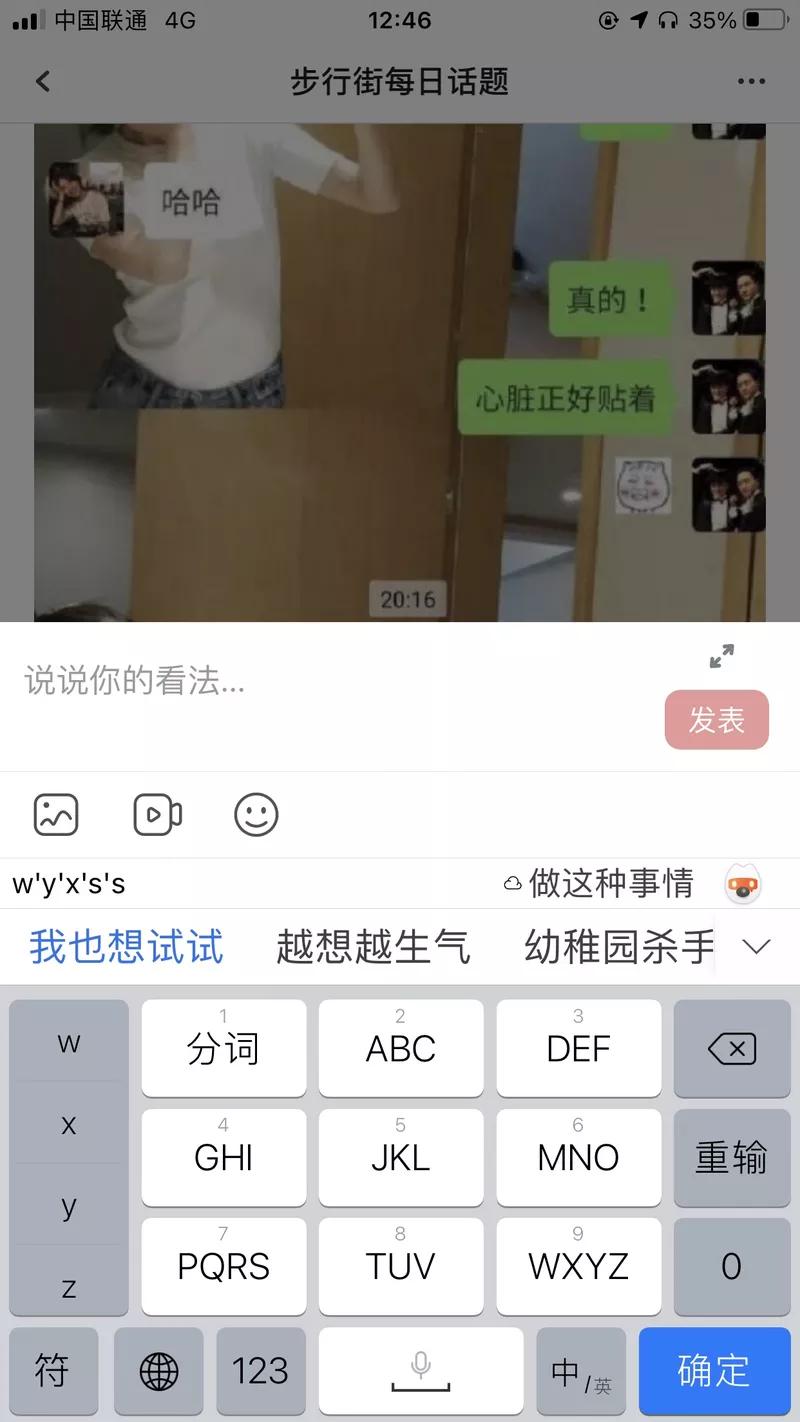 中国联通 4G 12:46 35%
步行街每日话题
哈哈
真的！
心脏正好贴着
20:16
说说你的看法...
发表
w'y'x's's 做这种事情
我也想试试 越想越生气 幼稚园杀手
w
x
y
z
1 2 3
分词 ABC DEF
4 5 6
GHI JKL MNO 重输
7 8 9
PQRS TUV WXYZ 0
符 123 中/英 确定